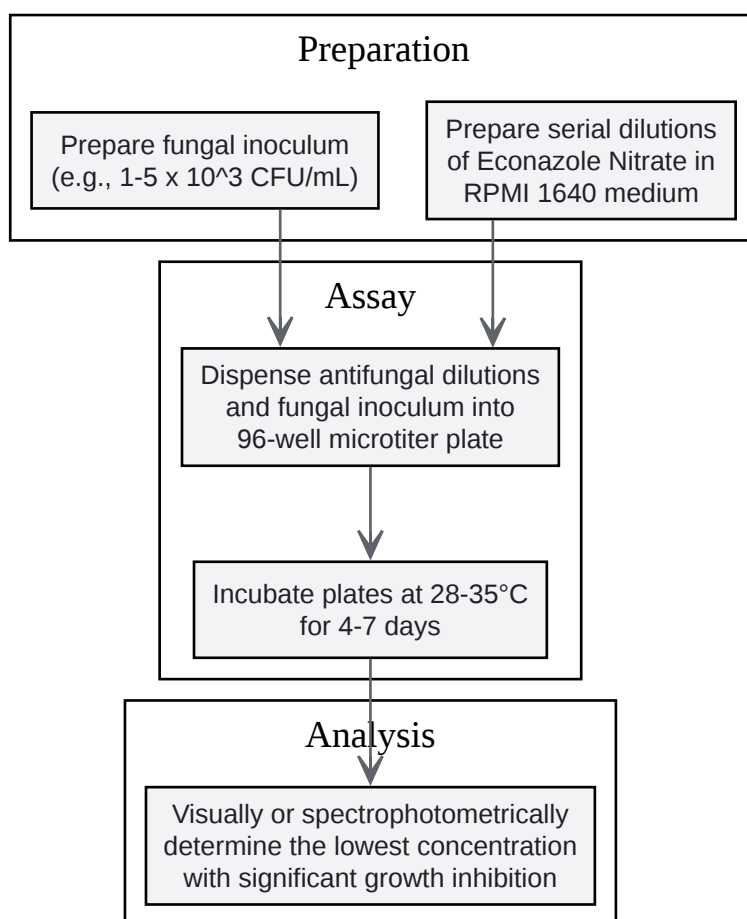 Preparation
Prepare fungal inoculum
(e.g., 1-5 x 10^3 CFU/mL)
Prepare serial dilutions
of Econazole Nitrate in
RPMI 1640 medium
Assay
Dispense antifungal dilutions
and fungal inoculum into
96-well microtiter plate
Incubate plates at 28-35°C
for 4-7 days
Analysis
Visually or spectrophotometrically
determine the lowest concentration
with significant growth inhibition